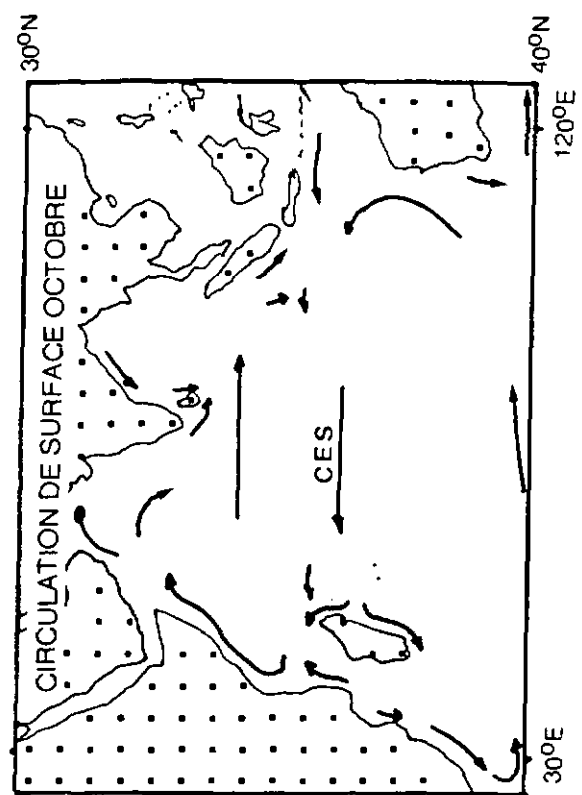 CIRCULATION DE SURFACE OCTOBRE
30°N
CES
40°N
30°E
120°E